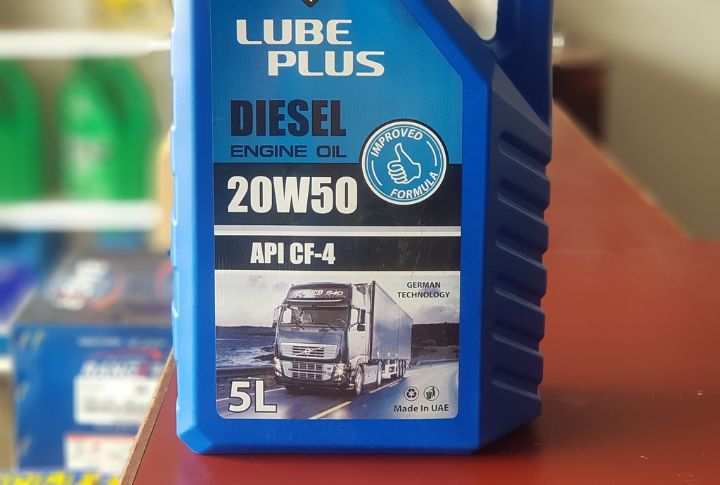 LUBE
PLUS
DIESEL
ENGINE OIL
IMPROVED
FORMULA
20W50
API CF-4
GERMAN
TECHNOLOGY
5L
Made In UAE